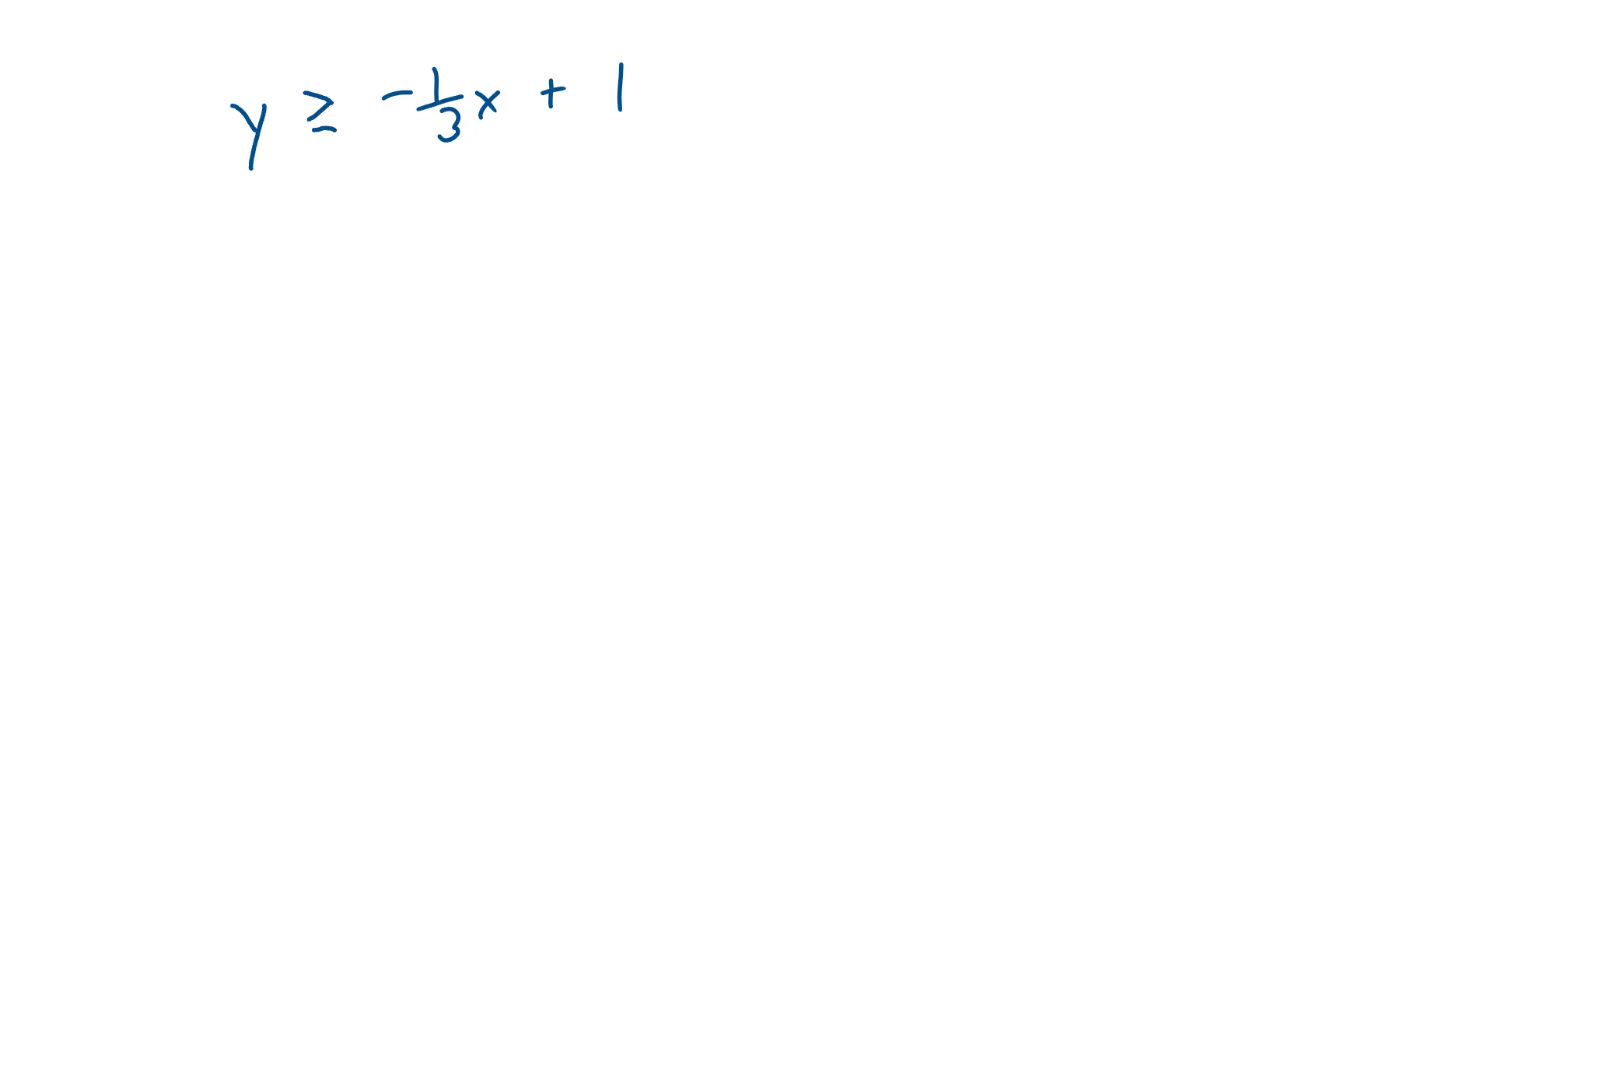 y ≥ -1/3x + 1